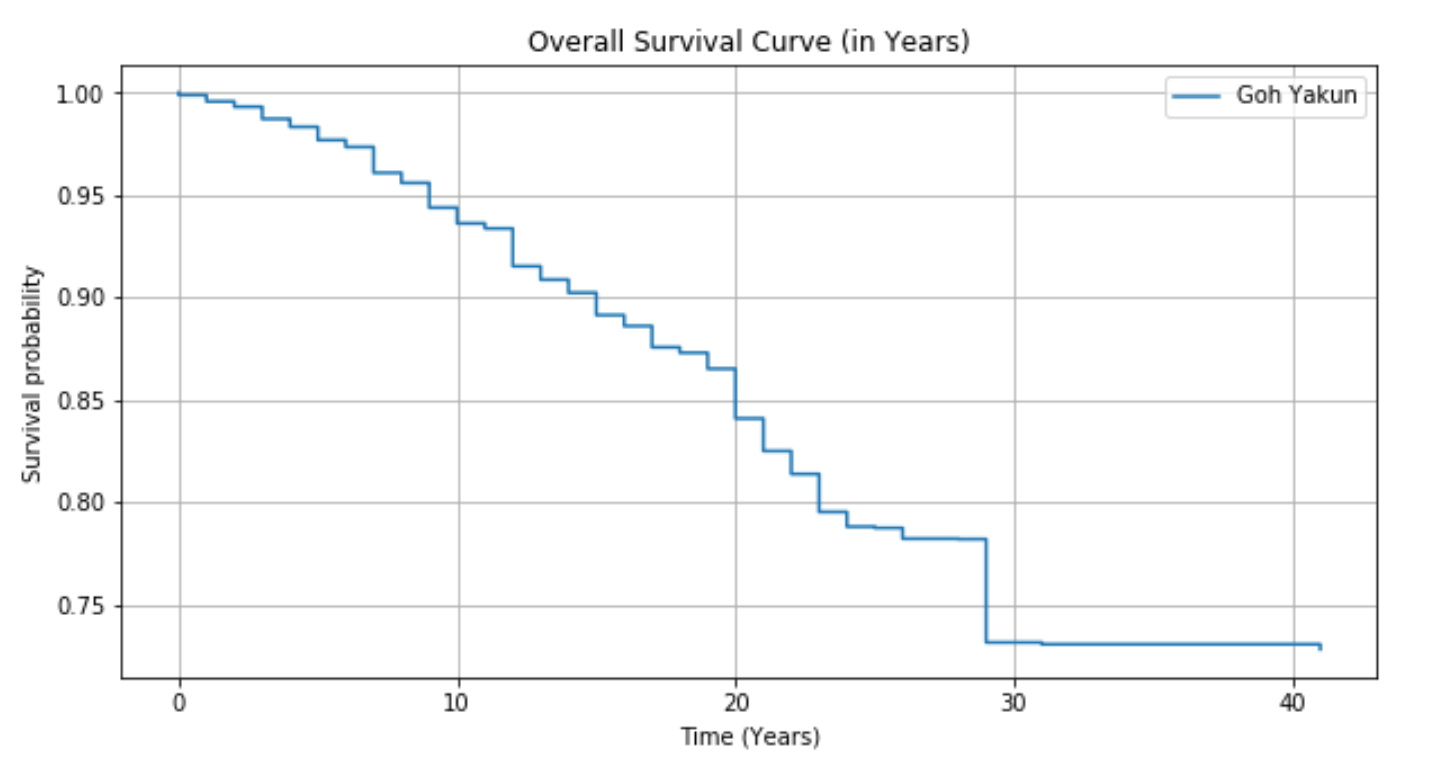 Overall Survival Curve (in Years)
Goh Yakun
1.00
0.95
0.90
0.85
0.80
0.75
Survival probability
0 10 20 30 40
Time (Years)